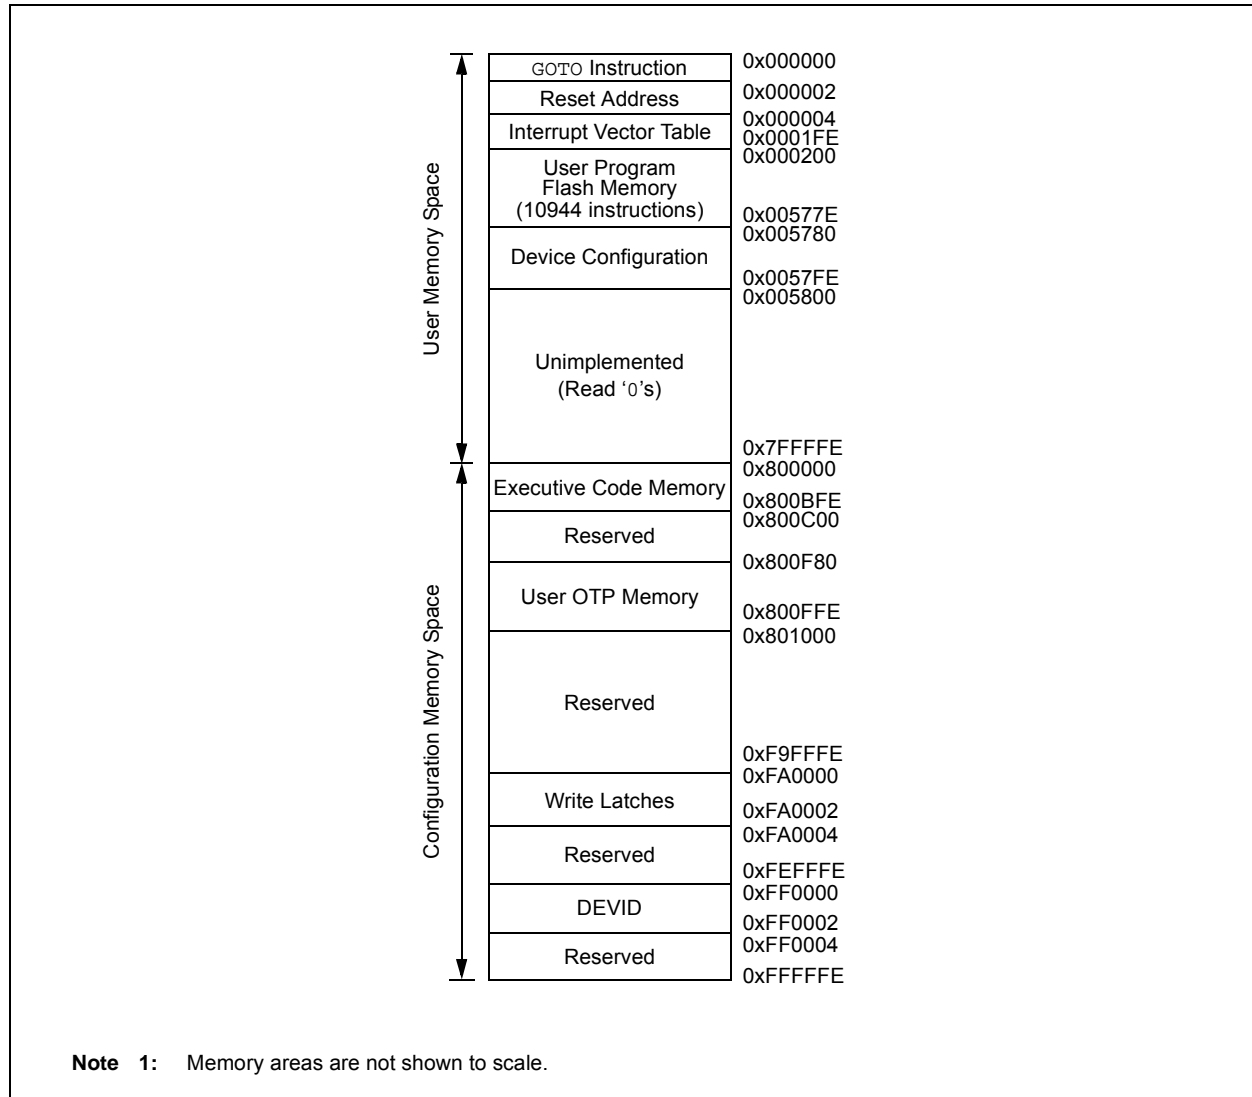 GOTO Instruction
0x000000
Reset Address
0x000002
Interrupt Vector Table
0x000004
0x0001FE
User Program
Flash Memory
(10944 instructions)
0x000200
0x00577E
Device Configuration
0x005780
0x0057FE
Unimplemented
(Read ‘0’s)
0x005800
0x7FFFFE
User Memory Space
Executive Code Memory
0x800000
0x800BFE
Reserved
0x800C00
User OTP Memory
0x800F80
0x800FFE
Reserved
0x801000
0xF9FFFE
Write Latches
0xFA0000
0xFA0002
Reserved
0xFA0004
0xFEFFFE
DEVID
0xFF0000
0xFF0002
Reserved
0xFF0004
0xFFFFFE
Configuration Memory Space
Note 1: Memory areas are not shown to scale.